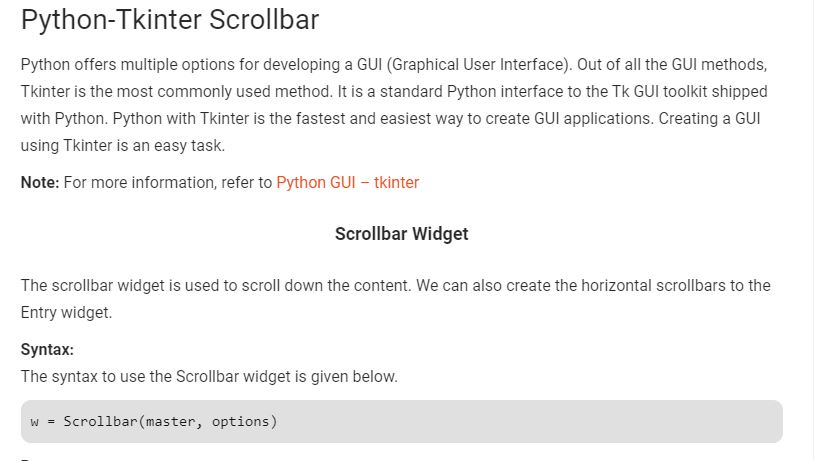 Python-Tkinter Scrollbar
Python offers multiple options for developing a GUI (Graphical User Interface). Out of all the GUI methods,
Tkinter is the most commonly used method. It is a standard Python interface to the Tk GUI toolkit shipped
with Python. Python with Tkinter is the fastest and easiest way to create GUI applications. Creating a GUI
using Tkinter is an easy task.
Note: For more information, refer to Python GUI – tkinter
Scrollbar Widget
The scrollbar widget is used to scroll down the content. We can also create the horizontal scrollbars to the
Entry widget.
Syntax:
The syntax to use the Scrollbar widget is given below.
w = Scrollbar(master, options)